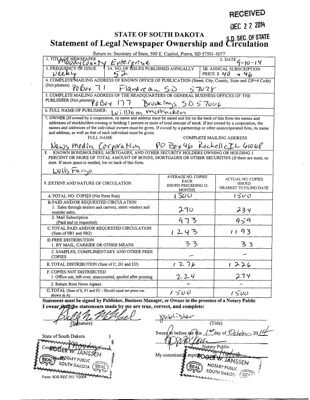 RECEIVED
DEC 22 2014
S.D. SEC. OF STATE
STATE OF SOUTH DAKOTA
Statement of Legal Newspaper Ownership and Circulation
Return to: Secretary of State, 500 E. Capitol, Pierre, SD 57501-5077
1. TITLE OF NEWSPAPER
Moody County Enterprise
2. DATE
9-10-14
3. FREQUENCY OF ISSUE
Weekly
3A. NO. OF ISSUES PUBLISHED ANNUALLY
52
3B. ANNUAL SUBSCRIPTION
PRICE $ 40 46
4. COMPLETE MAILING ADDRESS OF KNOWN OFFICE OF PUBLICATION (Street, City, County, State and ZIP+4 Code)
(Not printers)
PO Box 71 Flandreau SD 57028
5. COMPLETE MAILING ADDRESS OF THE HEADQUARTERS OR GENERAL BUSINESS OFFICES OF THE
PUBLISHER (Not printers)
PO Box 177 Brookings SD 57006
6. FULL NAME OF PUBLISHER:
William McMacken
7. OWNER (If owned by a corporation, its name and address must be stated and list on the back of this form the names and
addresses of stockholders owning or holding 1 percent or more of total amount of stock. If not owned by a corporation, the
names and addresses of the individual owners must be given. If owned by a partnership or other unincorporated firm, its name
and address, as well as that of each individual must be given.
FULL NAME
COMPLETE MAILING ADDRESS
News Media Corporation PO Box 46 Rochelle IL 61068
8. KNOWN BONDHOLDERS, MORTGAGEES, AND OTHER SECURITY HOLDERS OWNING OR HOLDING 1
PERCENT OR MORE OF TOTAL AMOUNT OF BONDS, MORTGAGES OR OTHER SECURITIES (If there are none, so
state. If more space is needed, list on back of this form.
Wells Fargo
9. EXTENT AND NATURE OF CIRCULATION
AVERAGE NO. COPIES
EACH
ISSUED PRECEDING 12
MONTHS
ACTUAL NO. COPIES
ISSUED
NEAREST TO FILING DATE
A. TOTAL NO. COPIES (Net Press Run)
1500
1500
B. PAID AND/OR REQUESTED CIRCULATION
1. Sales through dealers and carriers, street vendors and
counter sales.
270
234
2. Mail Subscription
(Paid and/or requested)
973
959
C. TOTAL PAID AND/OR REQUESTED CIRCULATION
(Sum of 9B1 and 9B2)
1243
1193
D. FREE DISTRIBUTION
1. BY MAIL, CARRIER OR OTHER MEANS
33
33
2. SAMPLES, COMPLIMENTARY AND OTHER FREE
COPIES
-
-
E. TOTAL DISTRIBUTION (Sum of C, D1 and D2)
1276
1226
F. COPIES NOT DISTRIBUTED
1. Office use, left over, unaccounted, spoiled after printing
224
274
2. Return from News Agents
-
-
G. TOTAL (Sum of E, F1 and F2 - Should equal net press run
shown in A)
1500
1500
Statement must be signed by Publisher, Business Manager, or Owner in the presence of a Notary Public
I swear that the statements made by me are true, correct, and complete:
Publisher
(Signature)
(Title)
State of South Dakota
Sworn to before me this 1st day of October, 2014
County of Moody
Notary Public
My commission expires
ROGER W. JANSSEN
SEAL NOTARY PUBLIC SEAL
SOUTH DAKOTA
ROGER W. JANSSEN
SEAL NOTARY PUBLIC SEAL
SOUTH DAKOTA